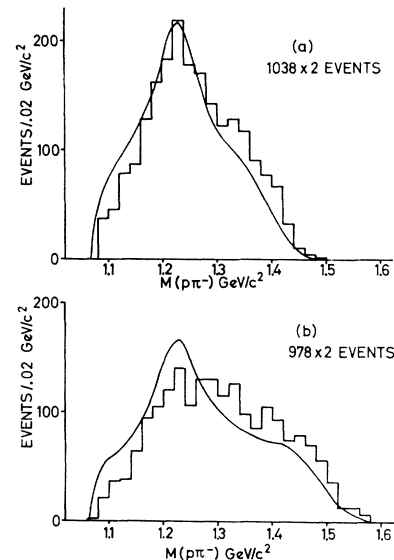 200
(a)
1038 x 2 EVENTS
100
0
EVENTS/.02 GeV/c²
1.1 1.2 1.3 1.4 1.5 1.6
M (pπ⁻) GeV/c²
200
(b)
978 x 2 EVENTS
100
0
EVENTS/.02 GeV/c²
1.1 1.2 1.3 1.4 1.5 1.6
M (pπ⁻) GeV/c²